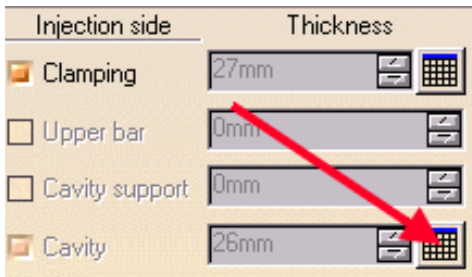 Injection side Thickness
Clamping 27mm
Upper bar 0mm
Cavity support 0mm
Cavity 26mm